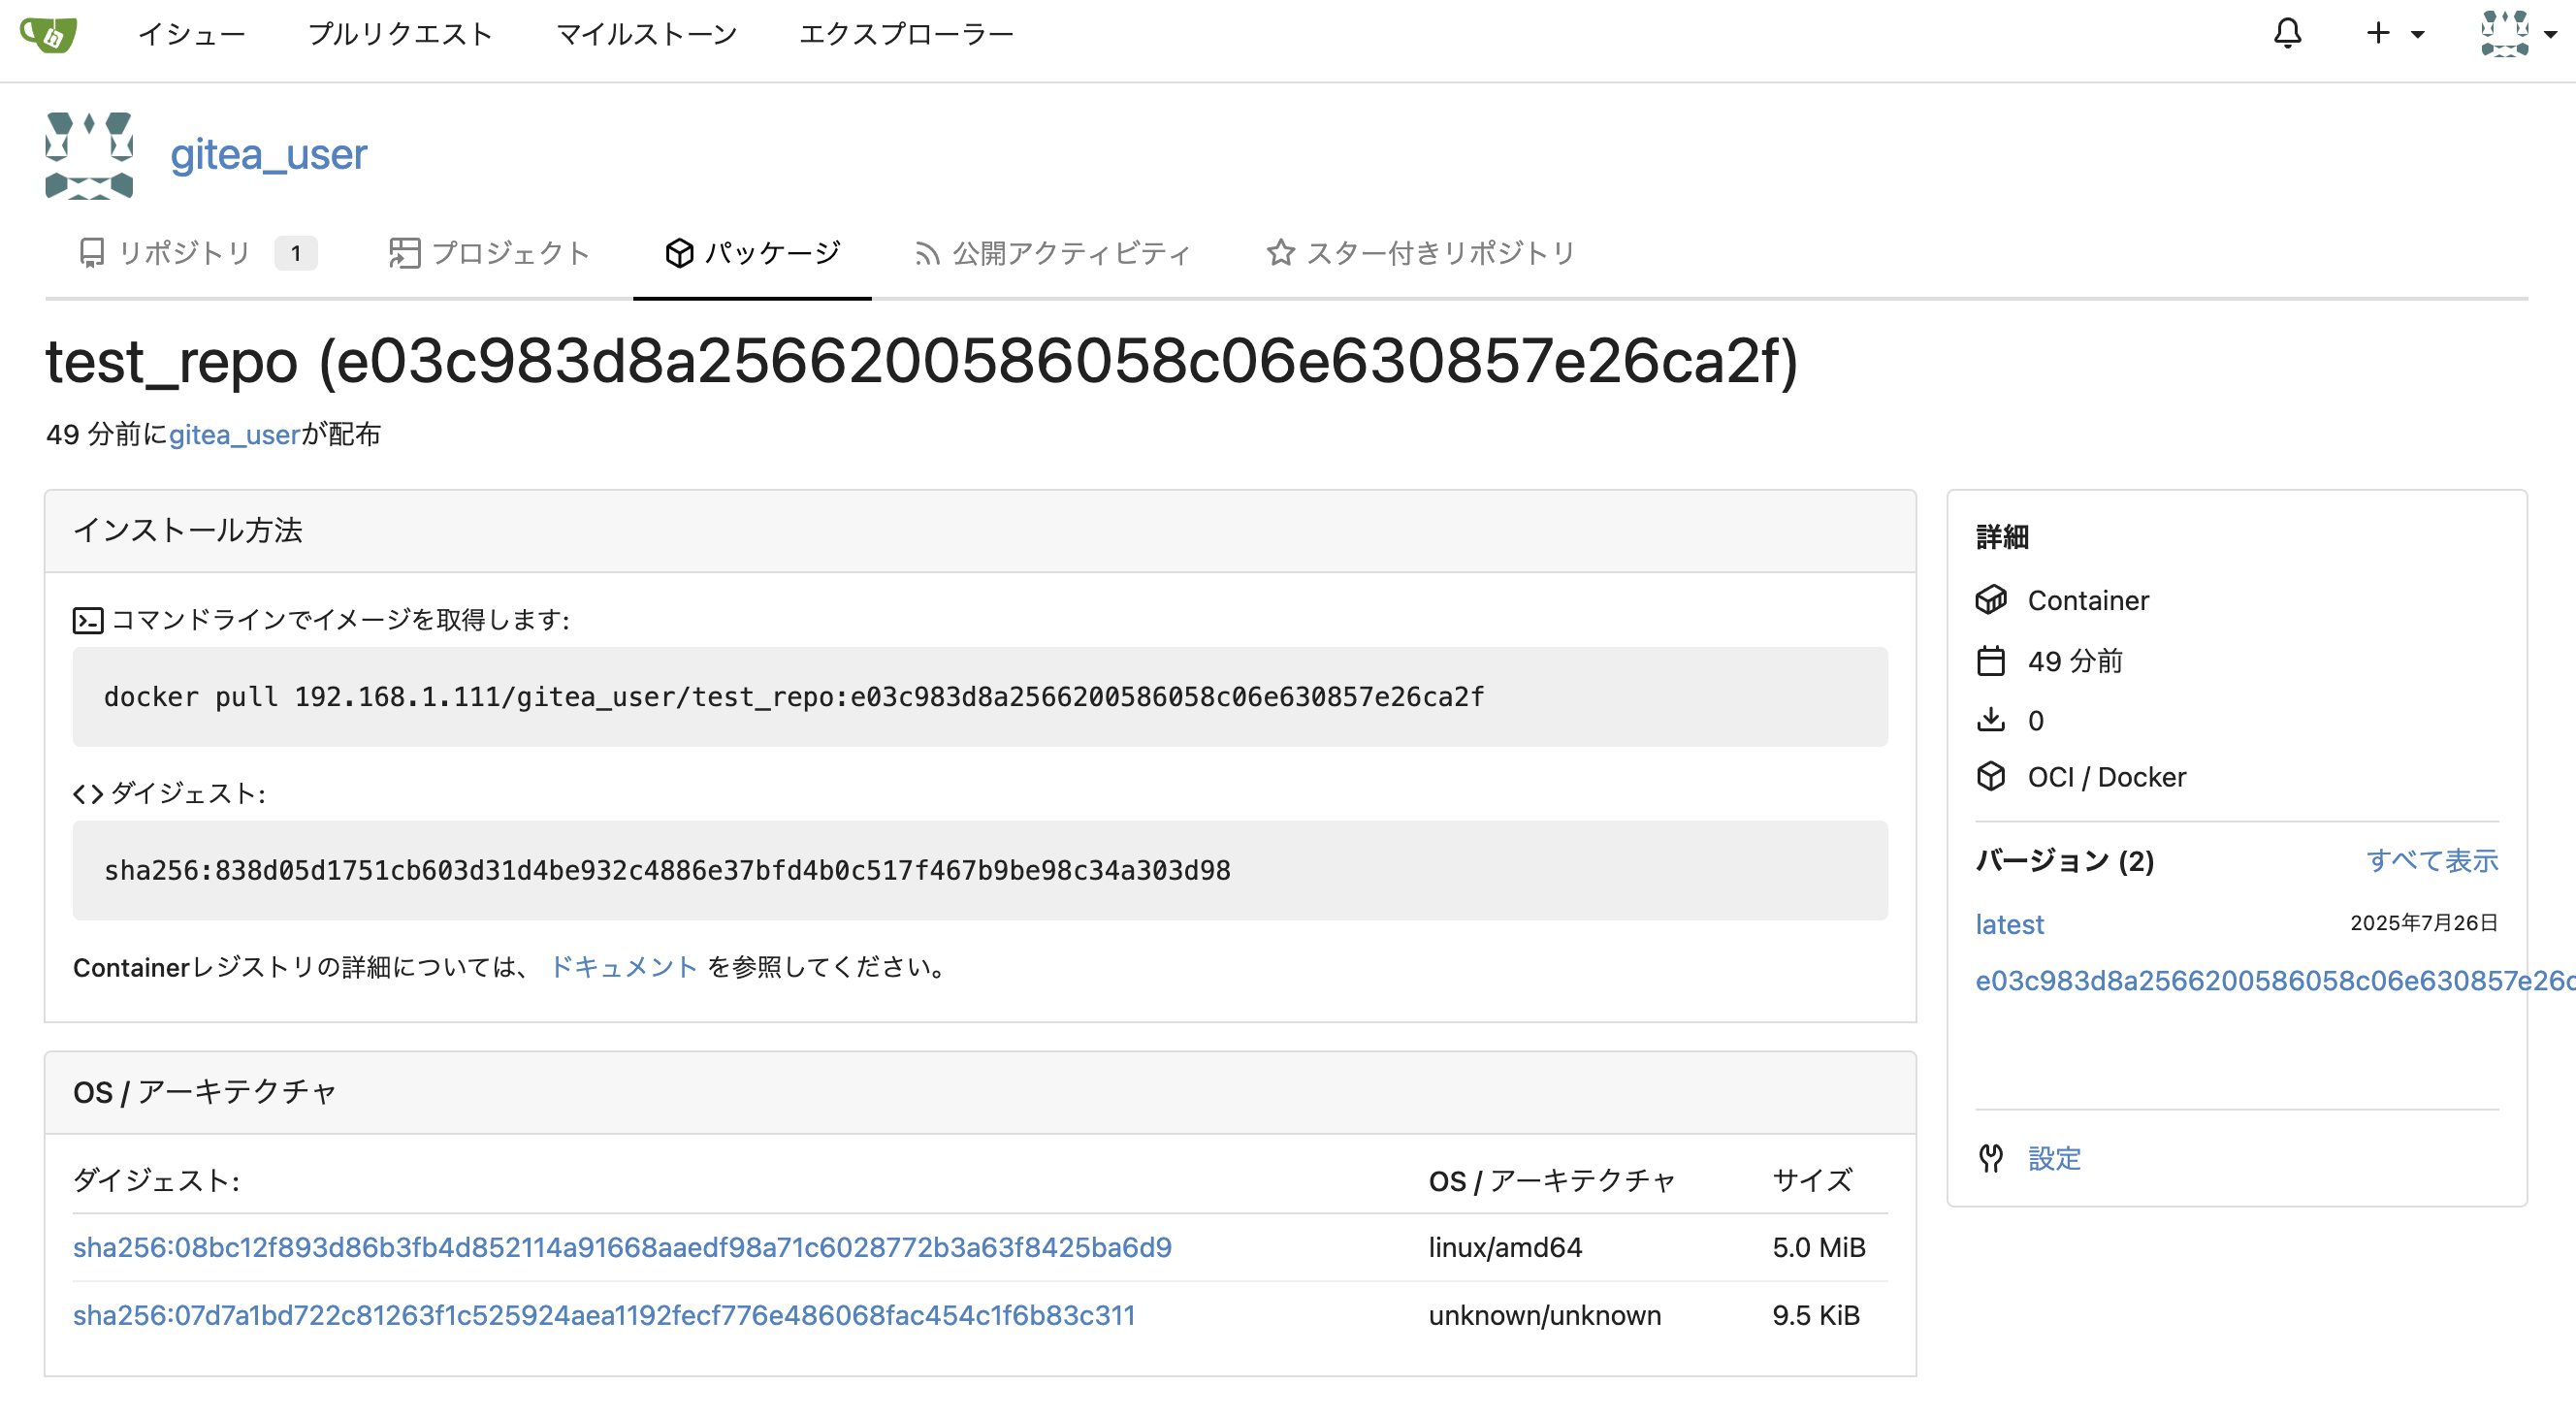 イシュー プルリクエスト マイルストーン エクスプローラー
gitea_user
リポジトリ 1 プロジェクト パッケージ 公開アクティビティ スター付きリポジトリ
test_repo (e03c983d8a2566200586058c06e630857e26ca2f)
49 分前にgitea_userが配布
インストール方法
コマンドラインでイメージを取得します:
docker pull 192.168.1.111/gitea_user/test_repo:e03c983d8a2566200586058c06e630857e26ca2f
ダイジェスト:
sha256:838d05d1751cb603d31d4be932c4886e37bfd4b0c517f467b9be98c34a303d98
Containerレジストリの詳細については、 ドキュメント を参照してください。
OS / アーキテクチャ
ダイジェスト: OS / アーキテクチャ サイズ
sha256:08bc12f893d86b3fb4d852114a91668aaedf98a71c6028772b3a63f8425ba6d9 linux/amd64 5.0 MiB
sha256:07d7a1bd722c81263f1c525924aea1192fecf776e486068fac454c1f6b83c311 unknown/unknown 9.5 KiB
詳細
Container
49 分前
0
OCI / Docker
バージョン (2) すべて表示
latest 2025年7月26日
e03c983d8a2566200586058c06e630857e26c
設定